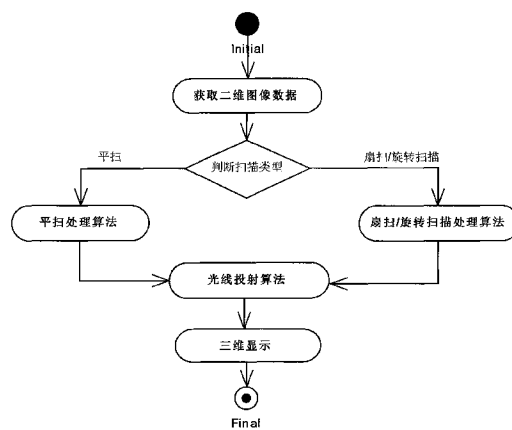 Initial
获取二维图像数据
判断扫描类型
平扫
扇扫/旋转扫描
平扫处理算法
扇扫/旋转扫描处理算法
光线投射算法
三维显示
Final